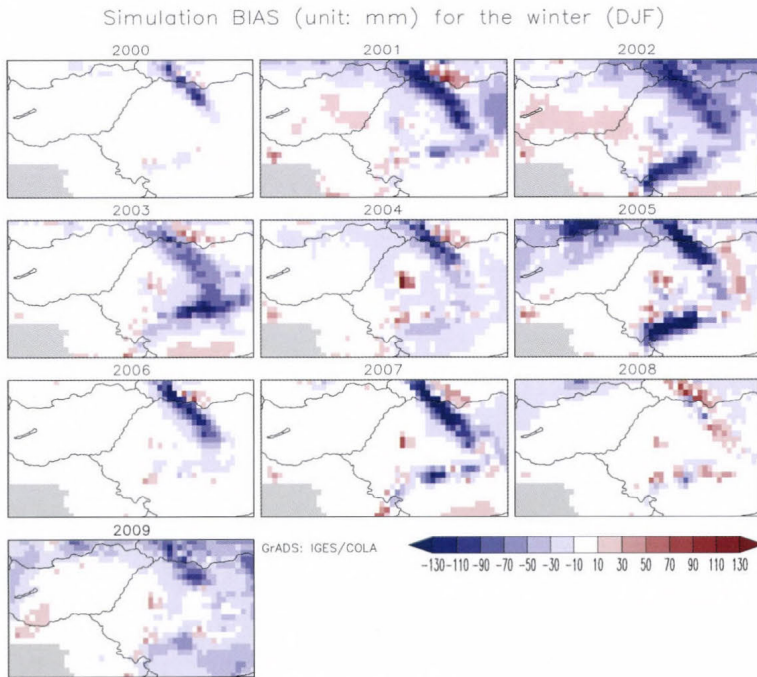 Simulation BIAS (unit: mm) for the winter (DJF)
2000 2001 2002
2003 2004 2005
2006 2007 2008
2009
GrADS: IGES/COLA
-130 -110 -90 -70 -50 -30 -10 10 30 50 70 90 110 130